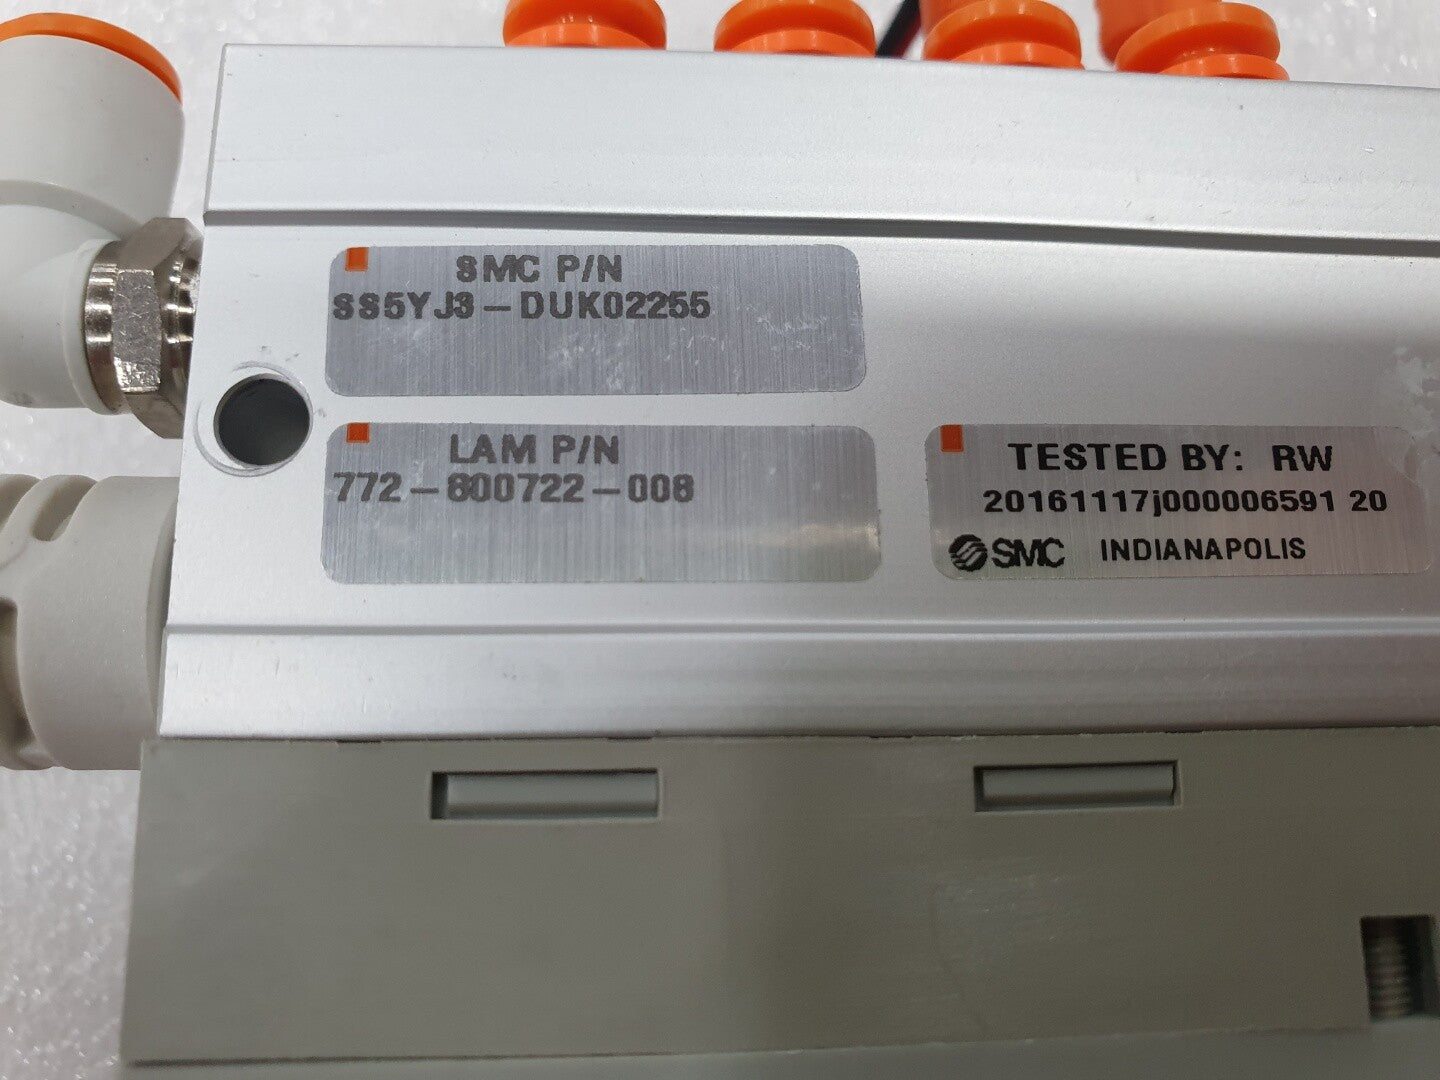 SMC P/N
SS5YJ3-DUK02255
LAM P/N
772-800722-008
TESTED BY: RW
20161117j000006591 20
SMC INDIANAPOLIS